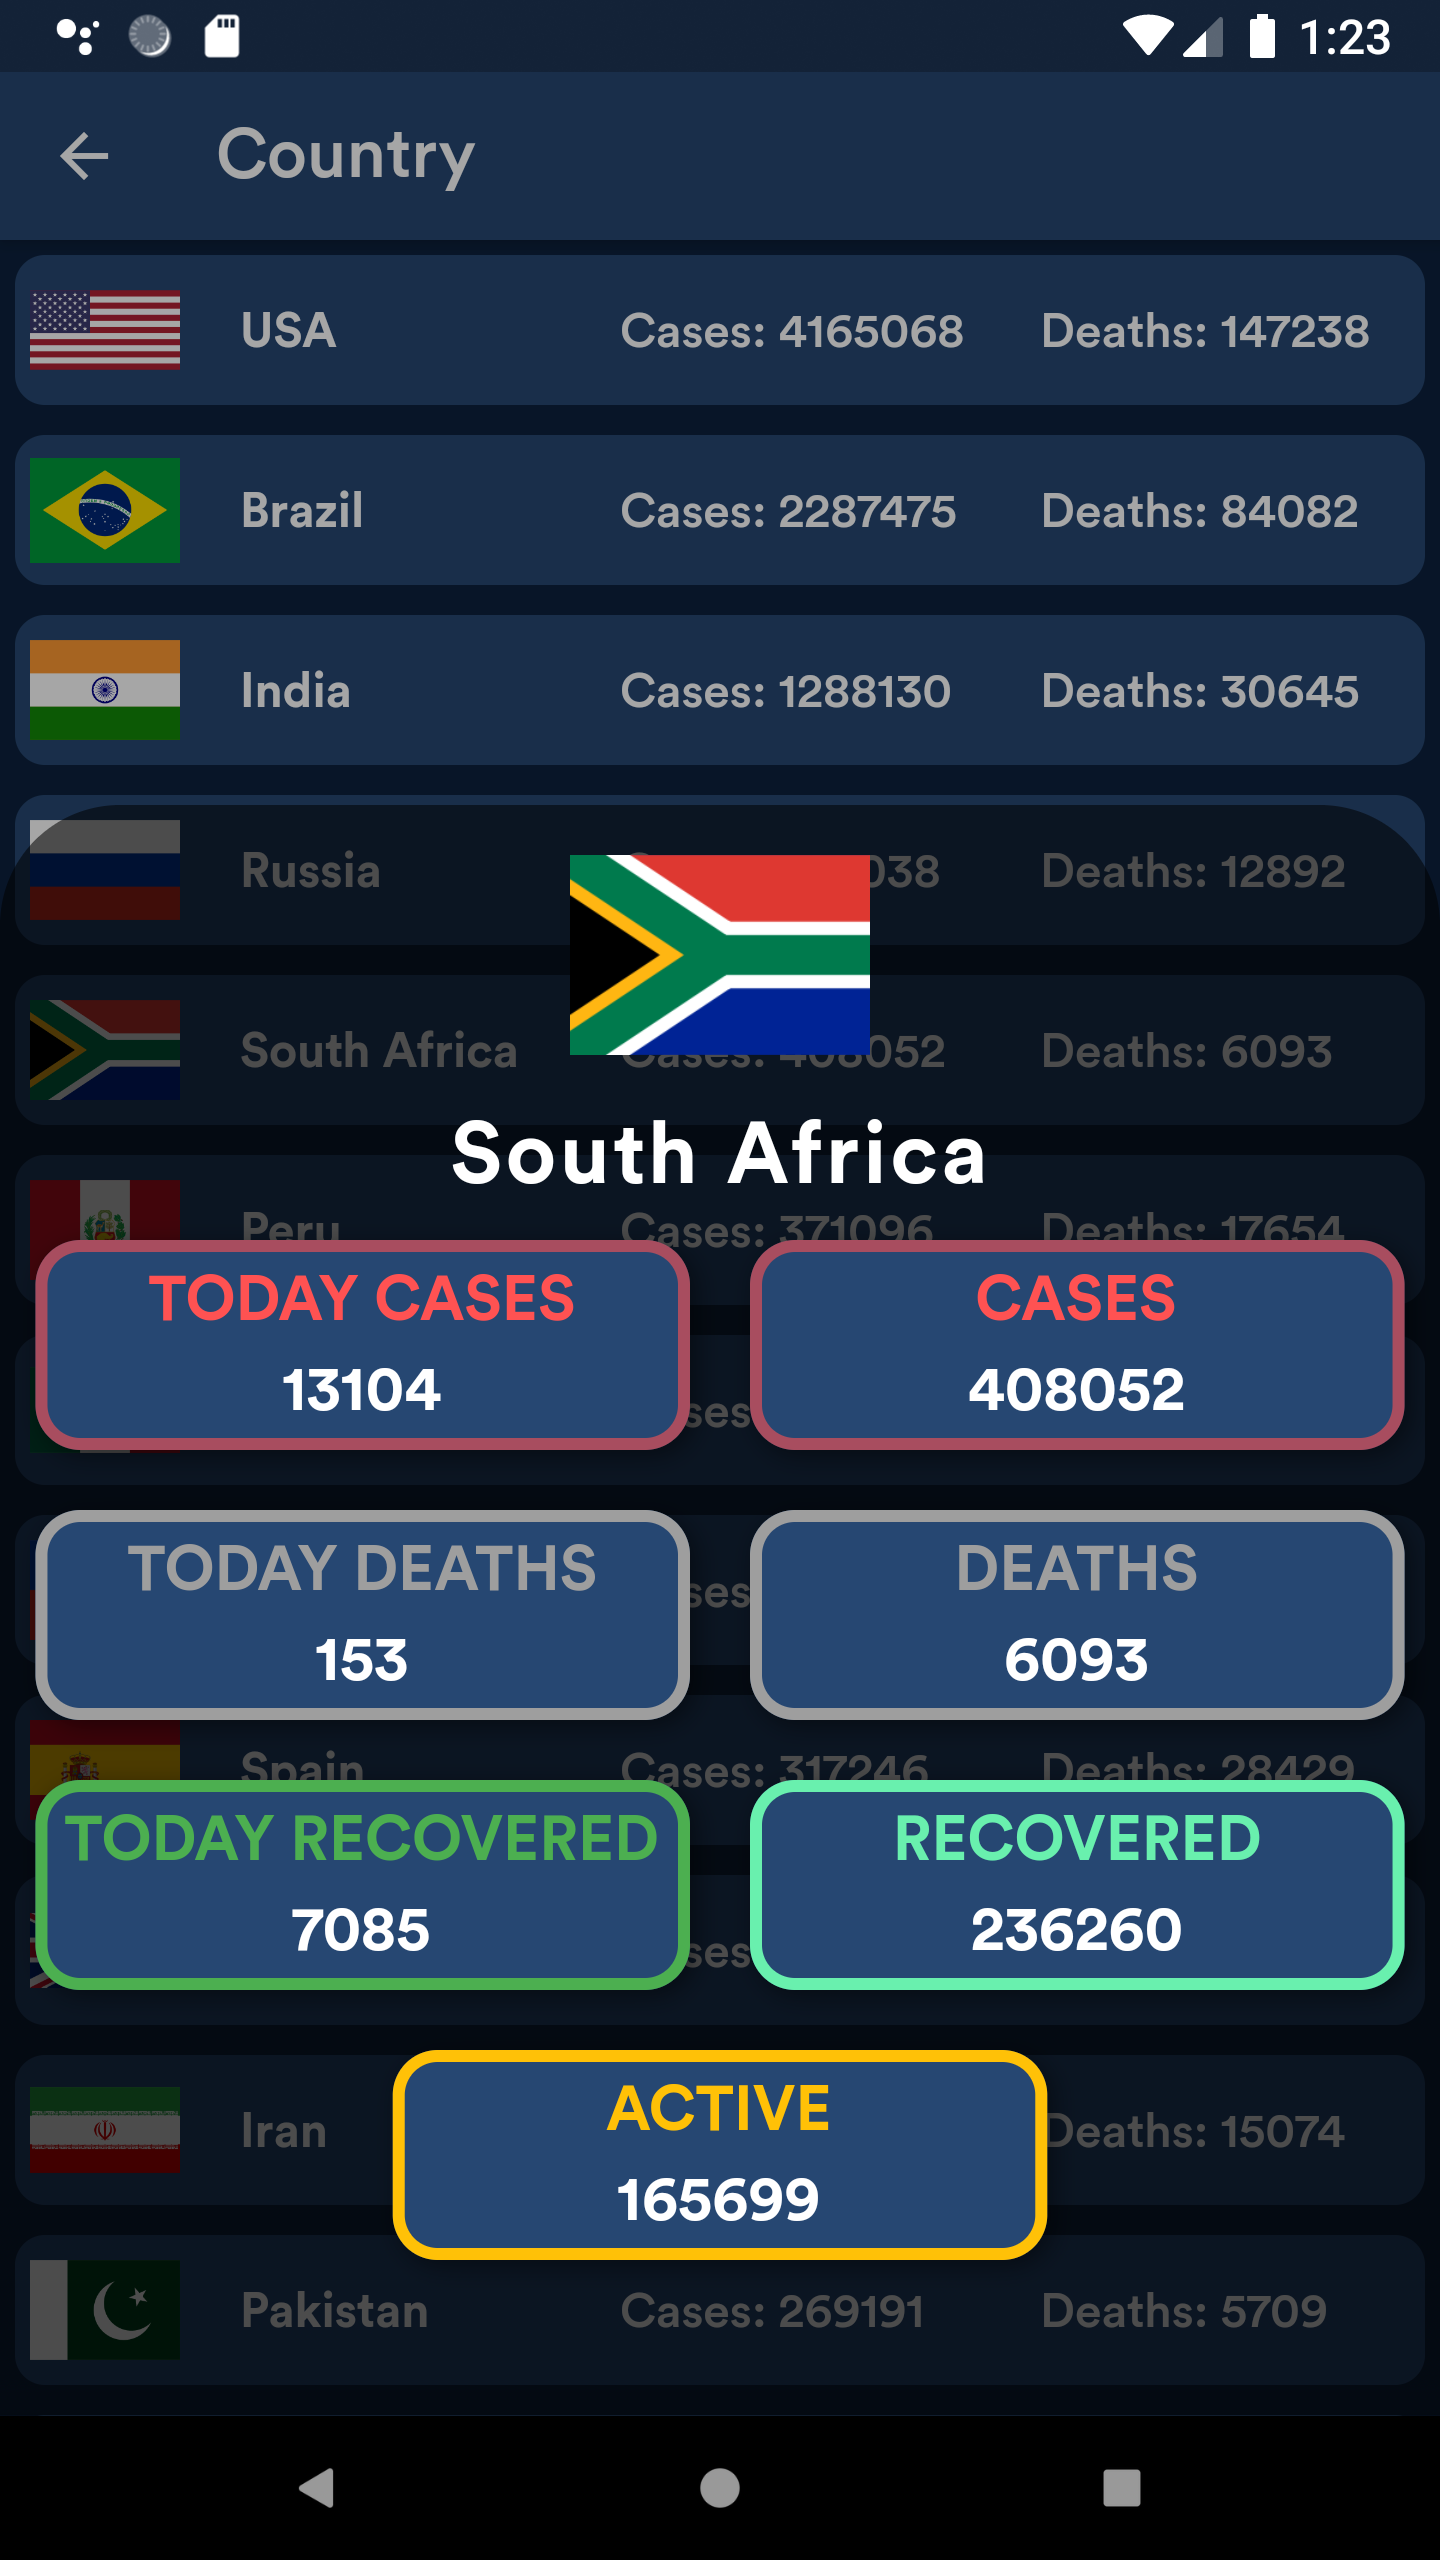 1:23
Country
USA Cases: 4165068 Deaths: 147238
Brazil Cases: 2287475 Deaths: 84082
India Cases: 1288130 Deaths: 30645
Russia 038 Deaths: 12892
South Africa Cases: 408052 Deaths: 6093
South Africa
Peru Cases: 371096 Deaths: 17654
TODAY CASES CASES
13104 408052
TODAY DEATHS DEATHS
153 6093
Spain Cases: 317246 Deaths: 28429
TODAY RECOVERED RECOVERED
7085 236260
ACTIVE
Iran Deaths: 15074
165699
Pakistan Cases: 269191 Deaths: 5709